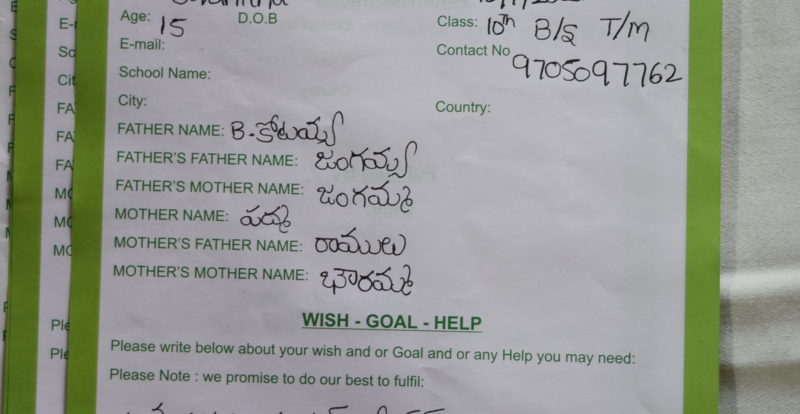 Age: 15 D.O.B Class: 10th B/s T/M
E-mail: Contact No 9705097762
School Name:
City: Country:
FATHER NAME: B-కోటయ్య
FATHER'S FATHER NAME: జంగయ్య
FATHER'S MOTHER NAME: జంగమ్మ
MOTHER NAME: పద్మ
MOTHER'S FATHER NAME: రాములు
MOTHER'S MOTHER NAME: భారమ్మ
WISH - GOAL - HELP
Please write below about your wish and or Goal and or any Help you may need:
Please Note : we promise to do our best to fulfil: